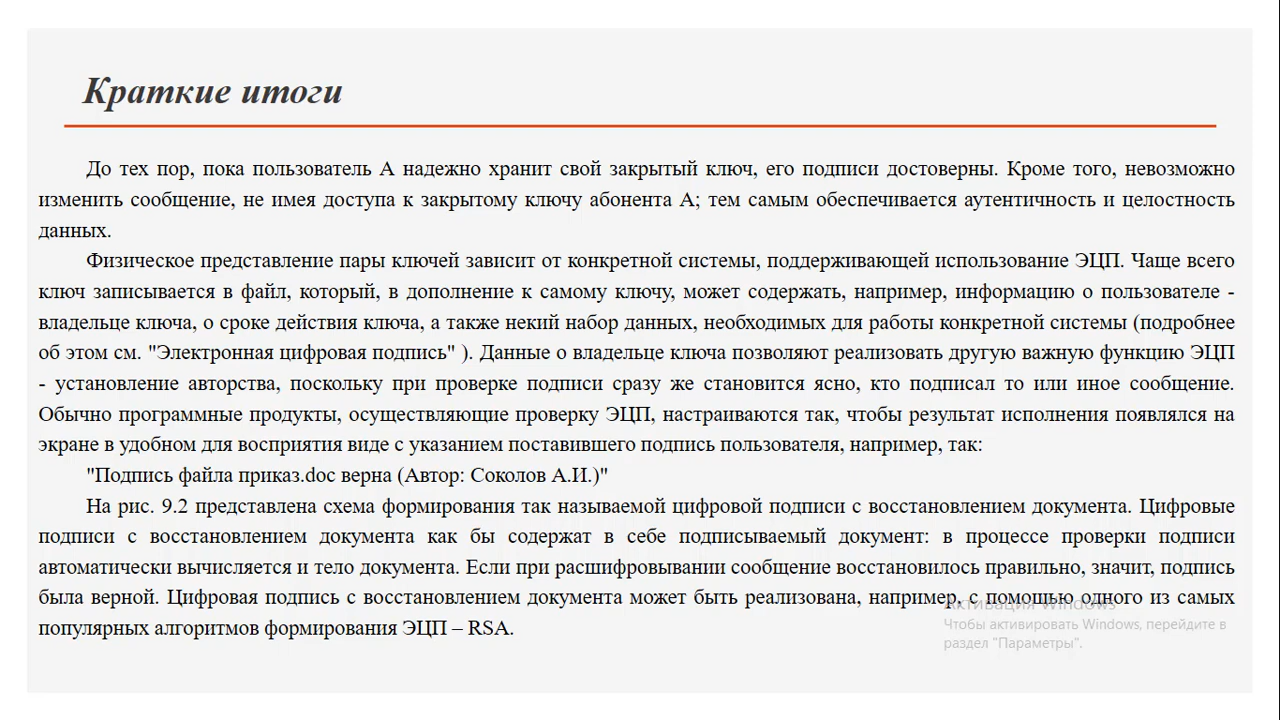 Краткие итоги
До тех пор, пока пользователь А надежно хранит свой закрытый ключ, его подписи достоверны. Кроме того, невозможно
изменить сообщение, не имея доступа к закрытому ключу абонента А; тем самым обеспечивается аутентичность и целостность
данных.
Физическое представление пары ключей зависит от конкретной системы, поддерживающей использование ЭЦП. Чаще всего
ключ записывается в файл, который, в дополнение к самому ключу, может содержать, например, информацию о пользователе -
владельце ключа, о сроке действия ключа, а также некий набор данных, необходимых для работы конкретной системы (подробнее
об этом см. "Электронная цифровая подпись" ). Данные о владельце ключа позволяют реализовать другую важную функцию ЭЦП
- установление авторства, поскольку при проверке подписи сразу же становится ясно, кто подписал то или иное сообщение.
Обычно программные продукты, осуществляющие проверку ЭЦП, настраиваются так, чтобы результат исполнения появлялся на
экране в удобном для восприятия виде с указанием поставившего подпись пользователя, например, так:
"Подпись файла приказ.doc верна (Автор: Соколов А.И.)"
На рис. 9.2 представлена схема формирования так называемой цифровой подписи с восстановлением документа. Цифровые
подписи с восстановлением документа как бы содержат в себе подписываемый документ: в процессе проверки подписи
автоматически вычисляется и тело документа. Если при расшифровывании сообщение восстановилось правильно, значит, подпись
была верной. Цифровая подпись с восстановлением документа может быть реализована, например, с помощью одного из самых
популярных алгоритмов формирования ЭЦП – RSA.
Активация Windows
Чтобы активировать Windows, перейдите в
раздел "Параметры".